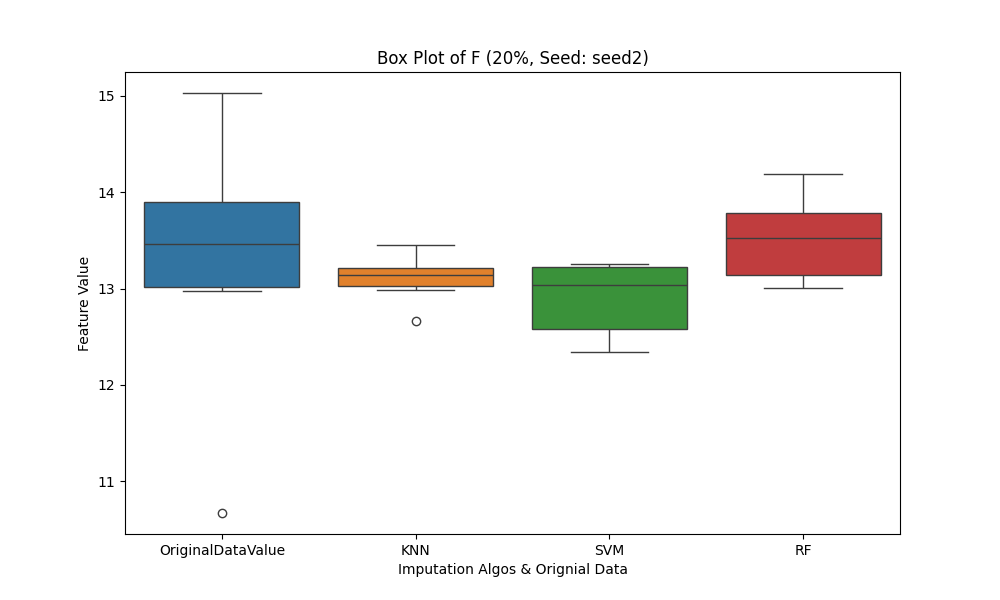 Box Plot of F (20%, Seed: seed2)
Feature Value
15
14
13
12
11
OriginalDataValue
KNN
SVM
RF
Imputation Algos & Orignial Data